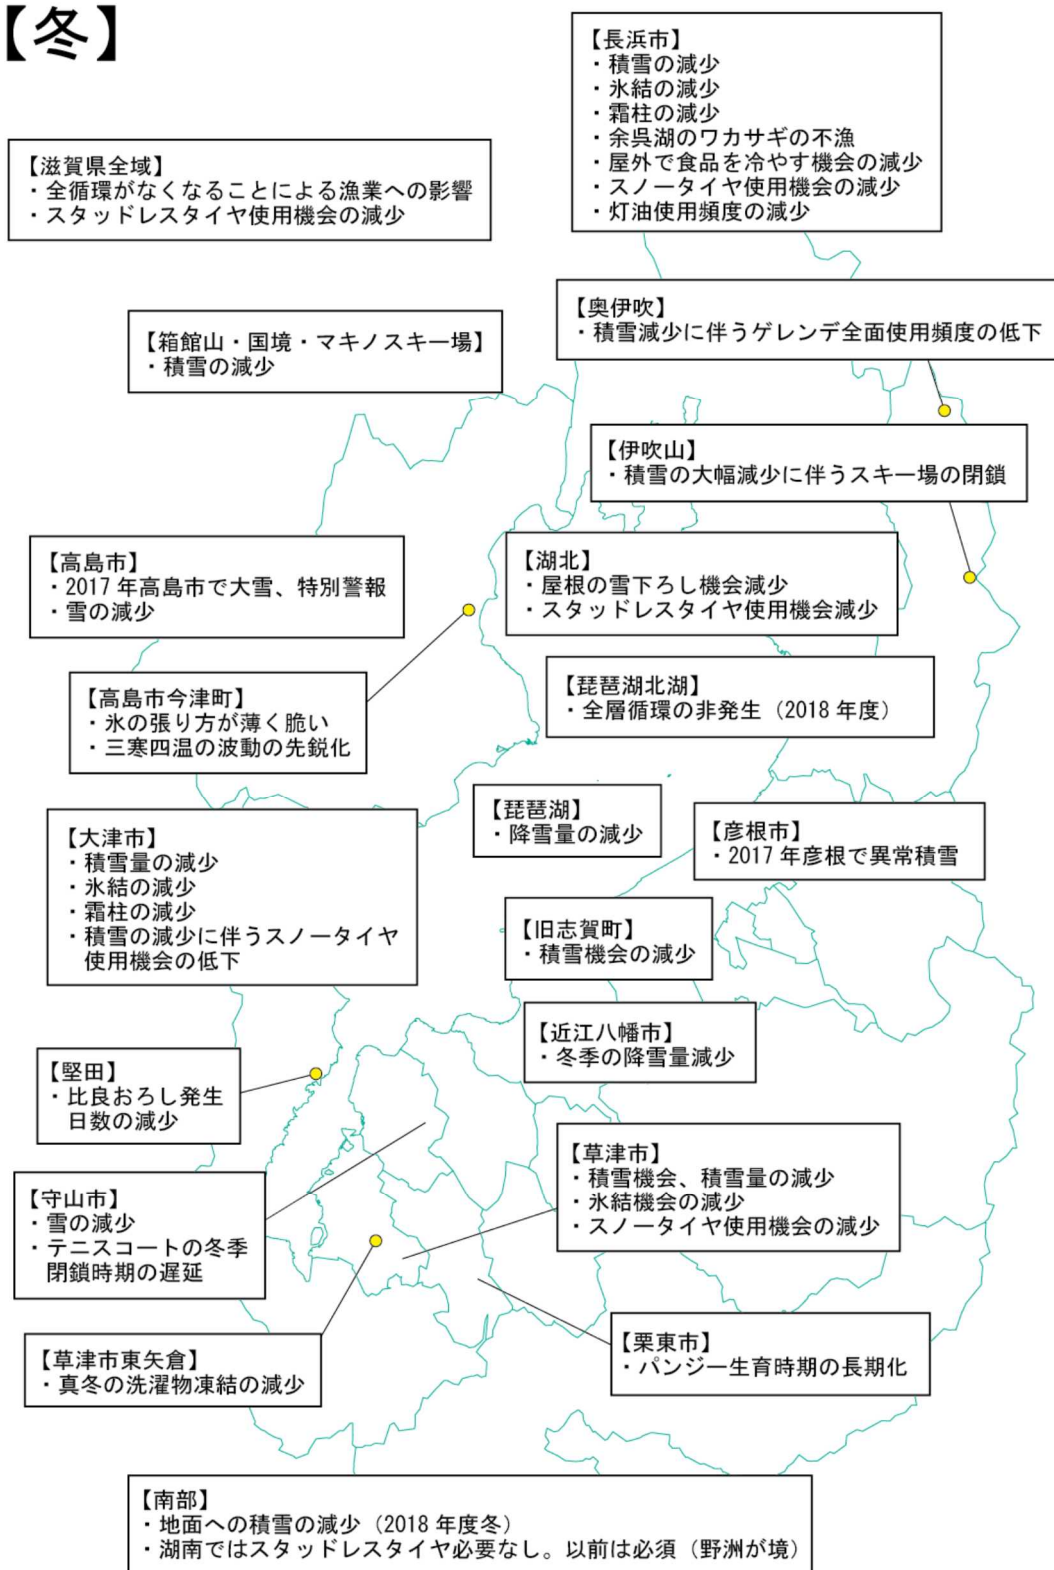 【冬】
【長浜市】
・積雪の減少
・氷結の減少
・霜柱の減少
・余呉湖のワカサギの不漁
・屋外で食品を冷やす機会の減少
・スノータイヤ使用機会の減少
・灯油使用頻度の減少
【滋賀県全域】
・全循環がなくなることによる漁業への影響
・スタッドレスタイヤ使用機会の減少
【奥伊吹】
・積雪減少に伴うゲレンデ全面使用頻度の低下
【箱館山・国境・マキノスキー場】
・積雪の減少
【伊吹山】
・積雪の大幅減少に伴うスキー場の閉鎖
【高島市】
・2017年高島市で大雪、特別警報
・雪の減少
【湖北】
・屋根の雪下ろし機会減少
・スタッドレスタイヤ使用機会減少
【高島市今津町】
・氷の張り方が薄く脆い
・三寒四温の波動の先鋭化
【琵琶湖北湖】
・全層循環の非発生（2018年度）
【琵琶湖】
・降雪量の減少
【彦根市】
・2017年彦根で異常積雪
【大津市】
・積雪量の減少
・氷結の減少
・霜柱の減少
・積雪の減少に伴うスノータイヤ
使用機会の低下
【旧志賀町】
・積雪機会の減少
【近江八幡市】
・冬季の降雪量減少
【堅田】
・比良おろし発生
日数の減少
【草津市】
・積雪機会、積雪量の減少
・氷結機会の減少
・スノータイヤ使用機会の減少
【守山市】
・雪の減少
・テニスコートの冬季
閉鎖時期の遅延
【栗東市】
・パンジー生育時期の長期化
【草津市東矢倉】
・真冬の洗濯物凍結の減少
【南部】
・地面への積雪の減少（2018年度冬）
・湖南ではスタッドレスタイヤ必要なし。以前は必須（野洲が境）